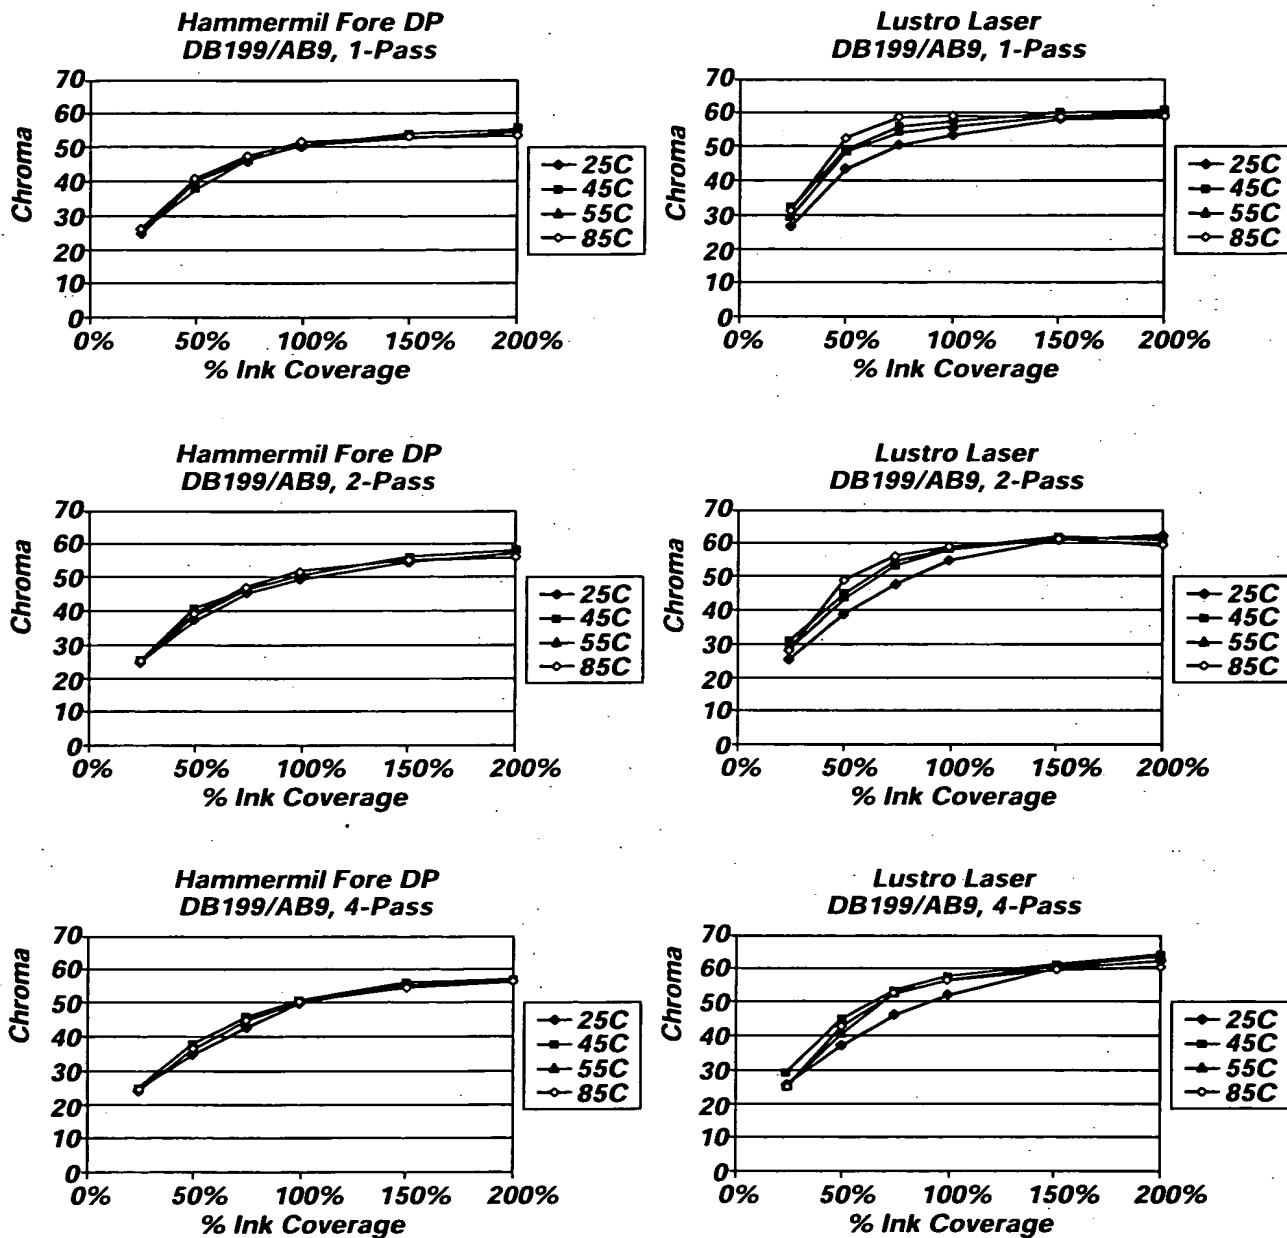 Hammermil Fore DP
DB199/AB9, 1-Pass
Chroma
70
60
50
40
30
20
10
0
0% 50% 100% 150% 200%
% Ink Coverage
25C
45C
55C
85C
Lustro Laser
DB199/AB9, 1-Pass
Chroma
70
60
50
40
30
20
10
0
0% 50% 100% 150% 200%
% Ink Coverage
25C
45C
55C
85C
Hammermil Fore DP
DB199/AB9, 2-Pass
Chroma
70
60
50
40
30
20
10
0
0% 50% 100% 150% 200%
% Ink Coverage
25C
45C
55C
85C
Lustro Laser
DB199/AB9, 2-Pass
Chroma
70
60
50
40
30
20
10
0
0% 50% 100% 150% 200%
% Ink Coverage
25C
45C
55C
85C
Hammermil Fore DP
DB199/AB9, 4-Pass
Chroma
70
60
50
40
30
20
10
0
0% 50% 100% 150% 200%
% Ink Coverage
25C
45C
55C
85C
Lustro Laser
DB199/AB9, 4-Pass
Chroma
70
60
50
40
30
20
10
0
0% 50% 100% 150% 200%
% Ink Coverage
25C
45C
55C
85C